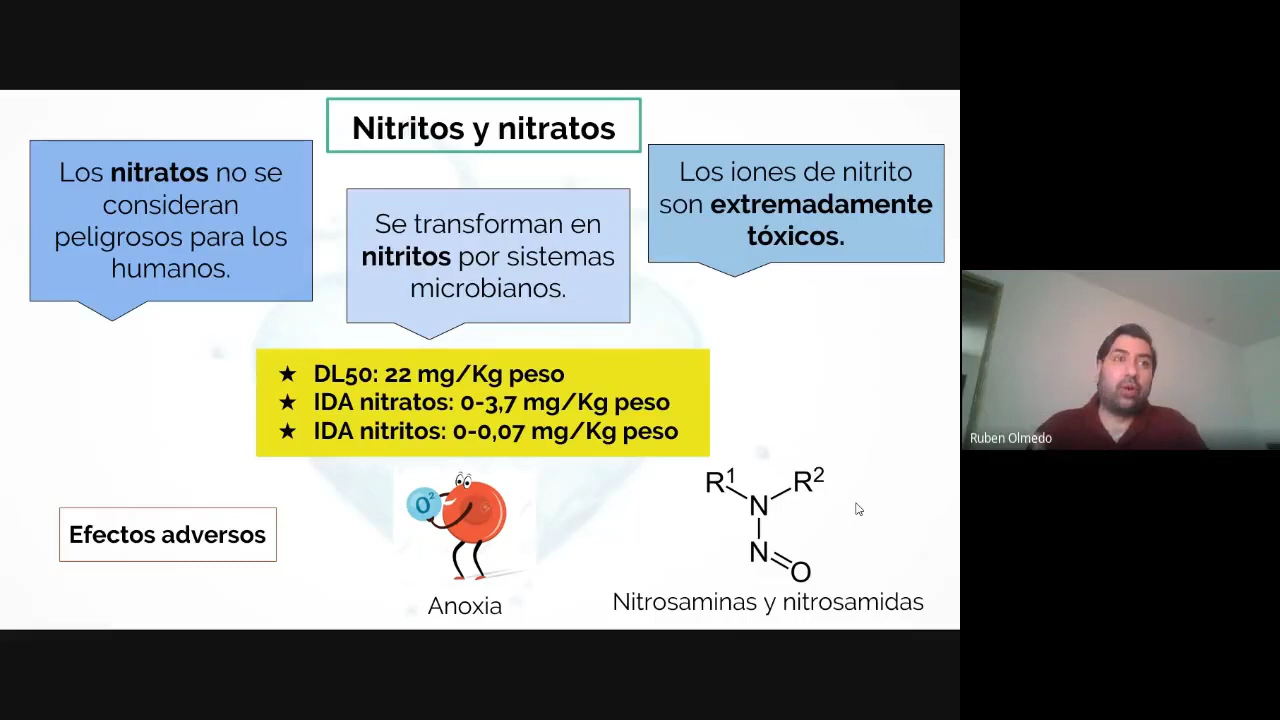 Nitritos y nitratos
Los nitratos no se
consideran
peligrosos para los
humanos.
Se transforman en
nitritos por sistemas
microbianos.
Los iones de nitrito
son extremadamente
tóxicos.
★ DL50: 22 mg/Kg peso
★ IDA nitratos: 0-3,7 mg/Kg peso
★ IDA nitritos: 0-0,07 mg/Kg peso
Efectos adversos
O²
Anoxia
R¹ R²
N
N
O
Nitrosaminas y nitrosamidas
Ruben Olmedo